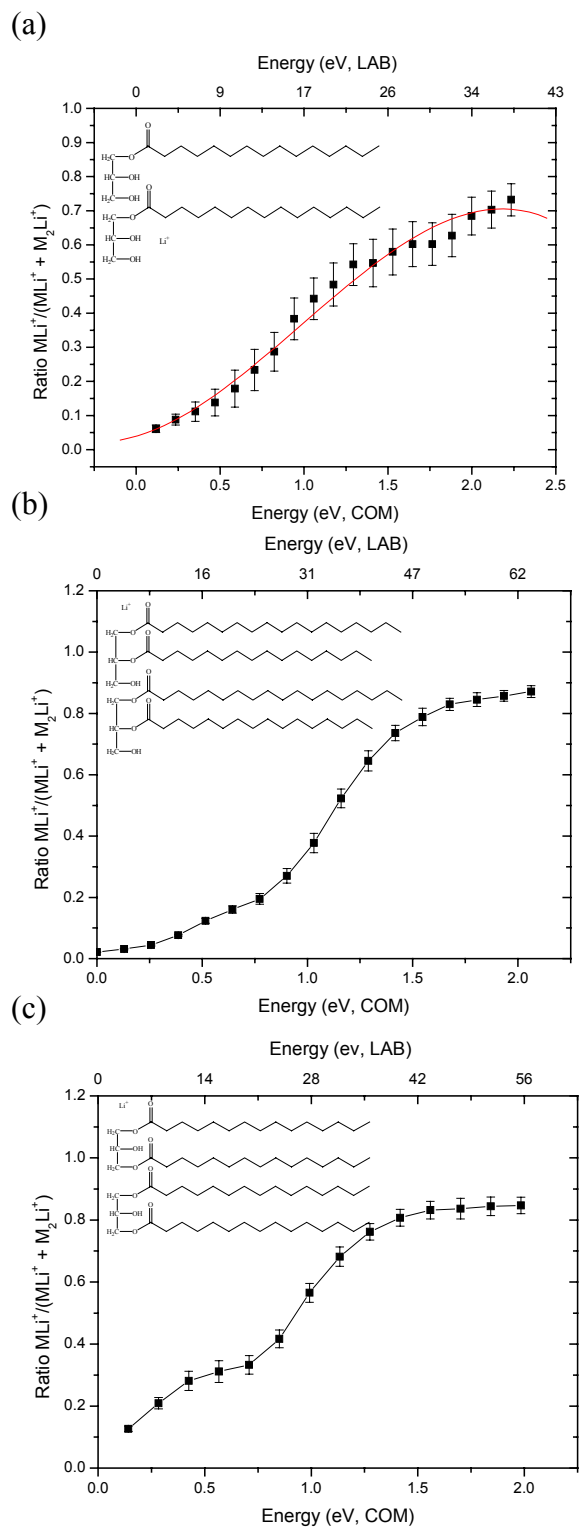 (a)
Energy (eV, LAB)
0 9 13 17 26 34 43
1.0
0.9
0.8
0.7
0.6
0.5
0.4
0.3
0.2
0.1
0.0
Ratio MLi⁺/(MLi⁺ + M₂Li⁺)
O
H₂C O
HC OH
H₂C OH
O
H₂C O
HC OH Li⁺
H₂C OH
0.0 0.5 1.0 1.5 2.0 2.5
Energy (eV, COM)
(b)
Energy (eV, LAB)
0 8 16 23 31 39 47 54 62
1.2
1.0
0.8
0.6
0.4
0.2
0.0
Ratio MLi⁺/(MLi⁺ + M₂Li⁺)
Li⁺ O
H₂C O O
HC O
H₂C OH O
H₂C O O
HC O
H₂C OH
0.0 0.5 1.0 1.5 2.0
Energy (eV, COM)
(c)
Energy (ev, LAB)
0 14 28 42 56
1.2
1.0
0.8
0.6
0.4
0.2
0.0
Ratio MLi⁺/(MLi⁺ + M₂Li⁺)
Li⁺ O
H₂C O
HC OH O
H₂C O
O
H₂C O
HC OH O
H₂C O
0.0 0.5 1.0 1.5 2.0
Energy (eV, COM)